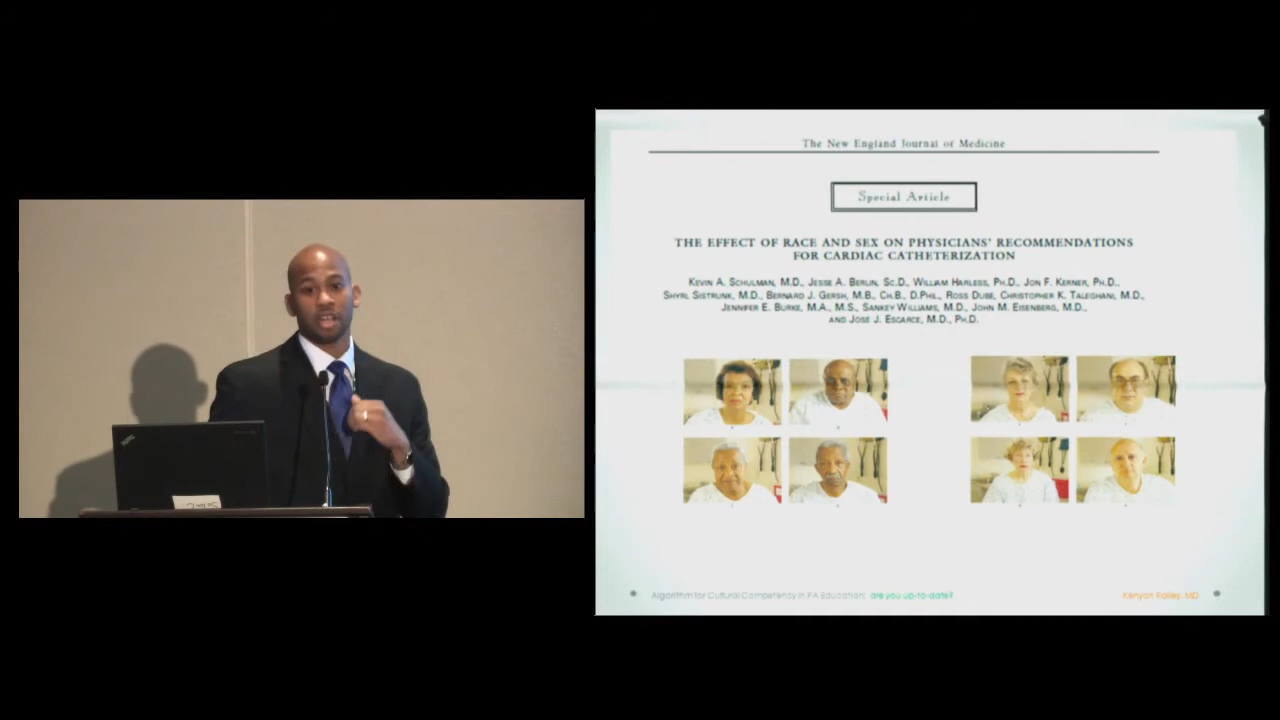 The New England Journal of Medicine
Special Article
THE EFFECT OF RACE AND SEX ON PHYSICIANS' RECOMMENDATIONS
FOR CARDIAC CATHETERIZATION
KEVIN A. SCHULMAN, M.D., JESSE A. BERLIN, SC.D., WILLIAM HARLESS, PH.D., JON F. KERNER, PH.D.,
SHYRL SISTRUNK, M.D., BERNARD J. GERSH, M.B., CH.B., D.PHIL., ROSS DUBÉ, CHRISTOPHER K. TALEGHANI, M.D.,
JENNIFER E. BURKE, M.A., M.S., SANKEY WILLIAMS, M.D., JOHN M. EISENBERG, M.D.,
AND JOSÉ J. ESCARCE, M.D., PH.D.
Algorithm for Cultural Competency in PA Education: are you up-to-date?
Kenyon Railey, MD